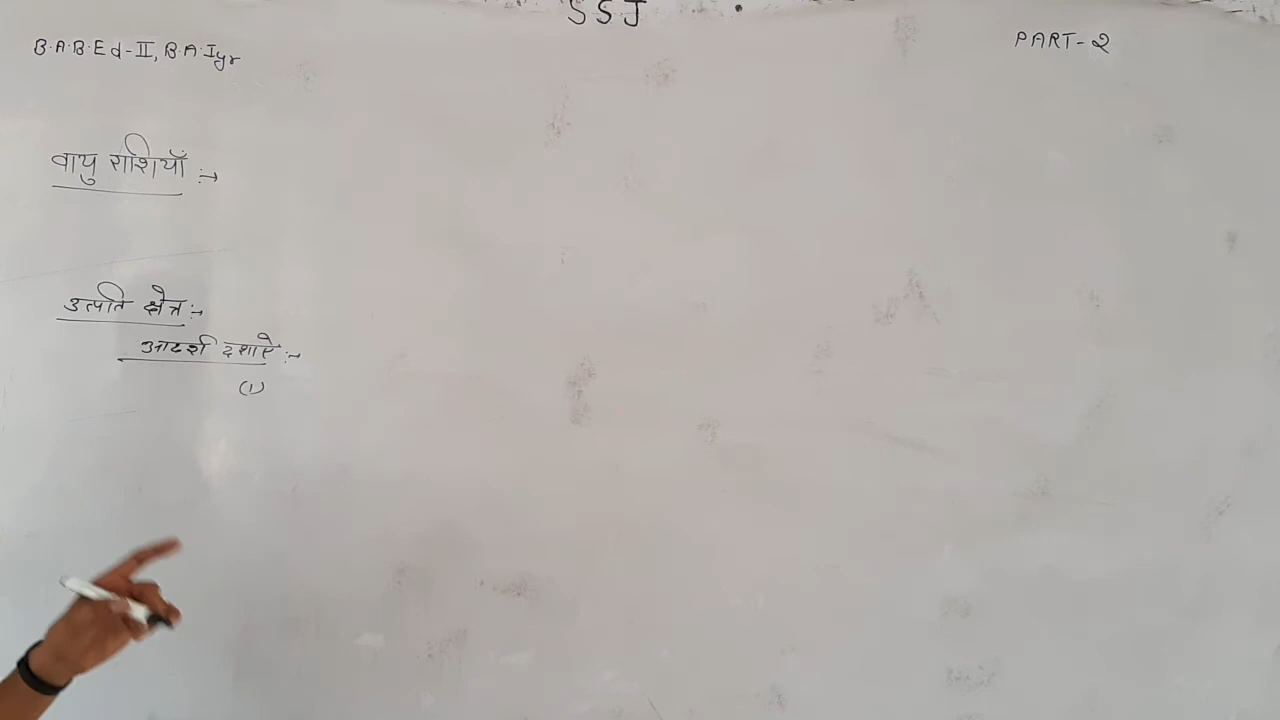 SSJ
PART-2
B.A.B.Ed-II, B.A.Iyr
वायु राशियाँ :→
उत्पति क्षेत्र :→
आदर्श दशाऐ :→
(1)